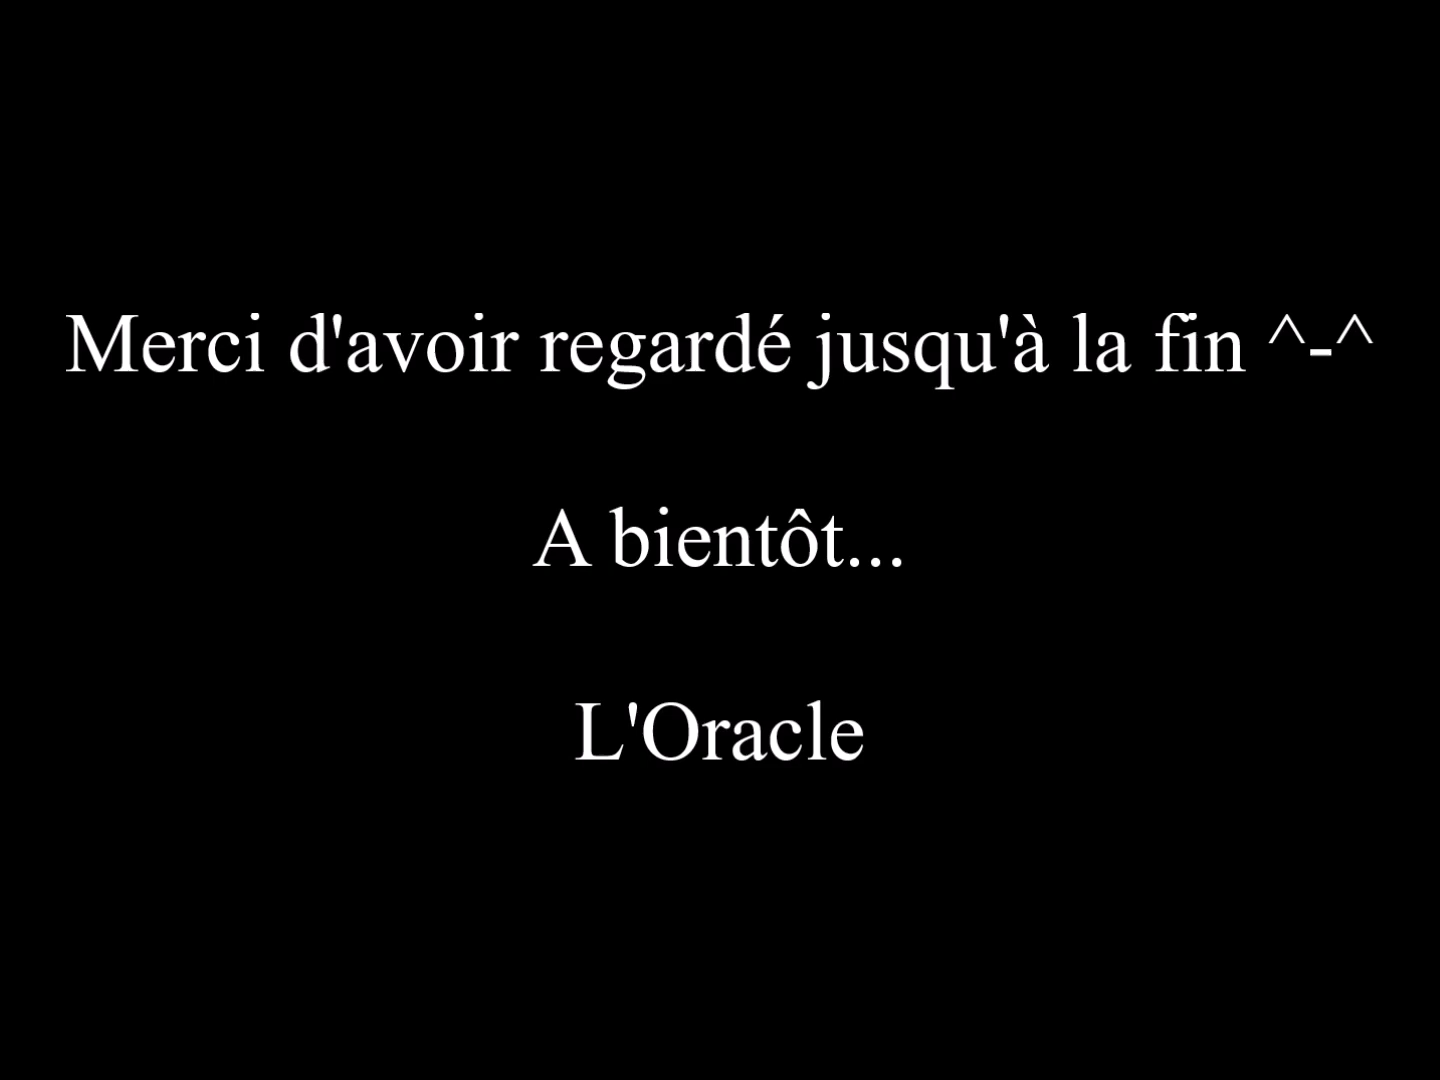 Merci d'avoir regardé jusqu'à la fin ^-^
A bientôt...
L'Oracle